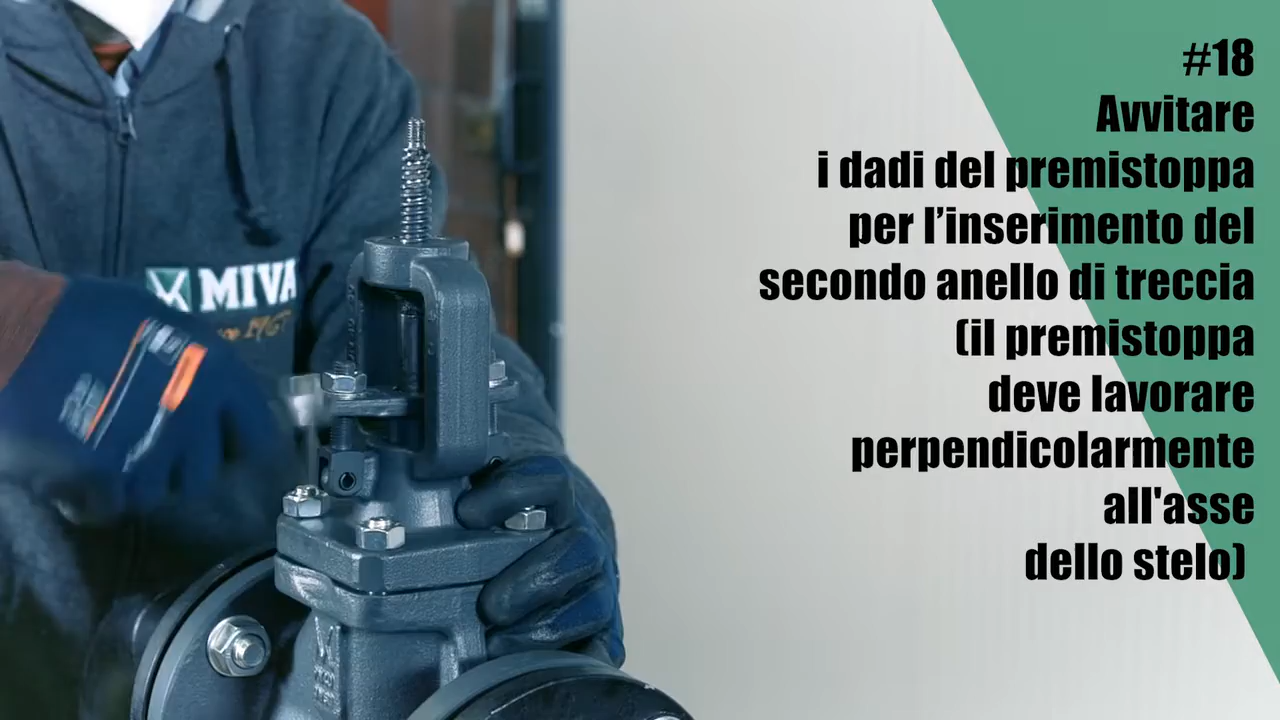 #18
Avvitare
i dadi del premistoppa
per l’inserimento del
secondo anello di treccia
(il premistoppa
deve lavorare
perpendicolarmente
all'asse
dello stelo)
MIVA